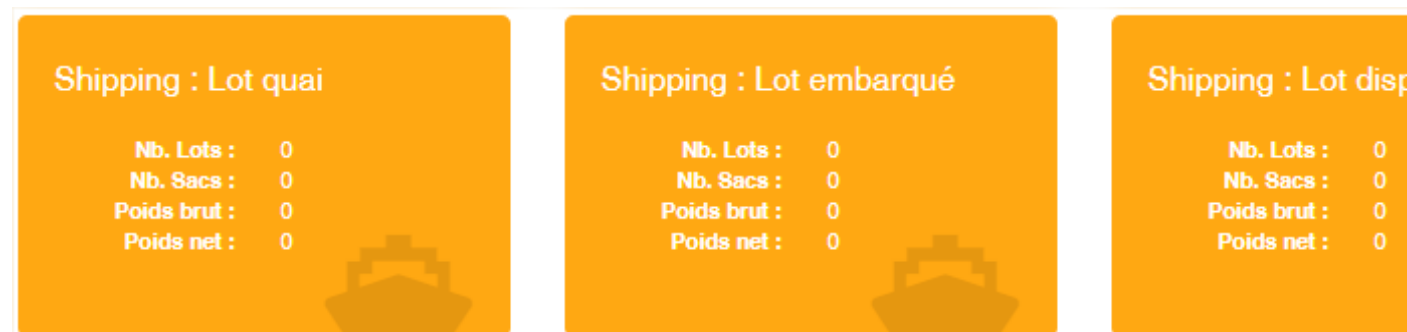 Shipping : Lot quai
Nb. Lots : 0
Nb. Sacs : 0
Poids brut : 0
Poids net : 0
Shipping : Lot embarqué
Nb. Lots : 0
Nb. Sacs : 0
Poids brut : 0
Poids net : 0
Shipping : Lot
Nb. Lots : 0
Nb. Sacs : 0
Poids brut : 0
Poids net : 0